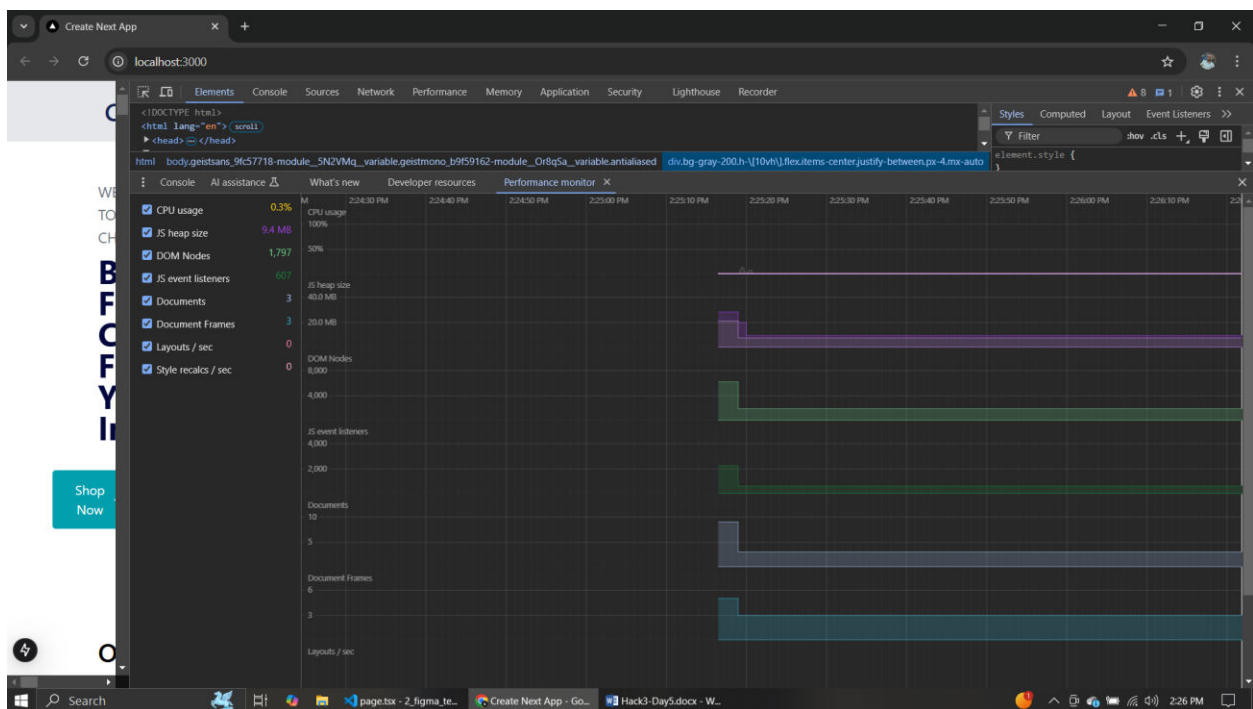 Create Next App
localhost:3000
Elements Console Sources Network Performance Memory Application Security Lighthouse Recorder 8 1
<!DOCTYPE html>
<html lang="en"> scroll
<head> </head>
html body.geistsans_9fc57718-module__5N2VMq__variable.geistmono_b9f59162-module__Or8qSa__variable.antialiased div.bg-gray-200.h-\[10vh\].flex.items-center.justify-between.px-4.mx-auto
Styles Computed Layout Event Listeners
Filter :hov .cls
element.style {
}
Console AI assistance What's new Developer resources Performance monitor
CPU usage 0.3%
JS heap size 9.4 MB
DOM Nodes 1,797
JS event listeners 607
Documents 3
Document Frames 3
Layouts / sec 0
Style recalcs / sec 0
2:24:30 PM 2:24:40 PM 2:24:50 PM 2:25:00 PM 2:25:10 PM 2:25:20 PM 2:25:30 PM 2:25:40 PM 2:25:50 PM 2:26:00 PM 2:26:10 PM
CPU usage
100%
50%
JS heap size
40.0 MB
20.0 MB
DOM Nodes
8,000
4,000
JS event listeners
4,000
2,000
Documents
10
5
Document Frames
6
3
Layouts / sec
C
WE
TO
CH
B
F
C
F
Y
In
Shop
Now
O
Search page.tsx - 2_figma_te... Create Next App - Go... Hack3-Day5.docx - W... 1 2:26 PM